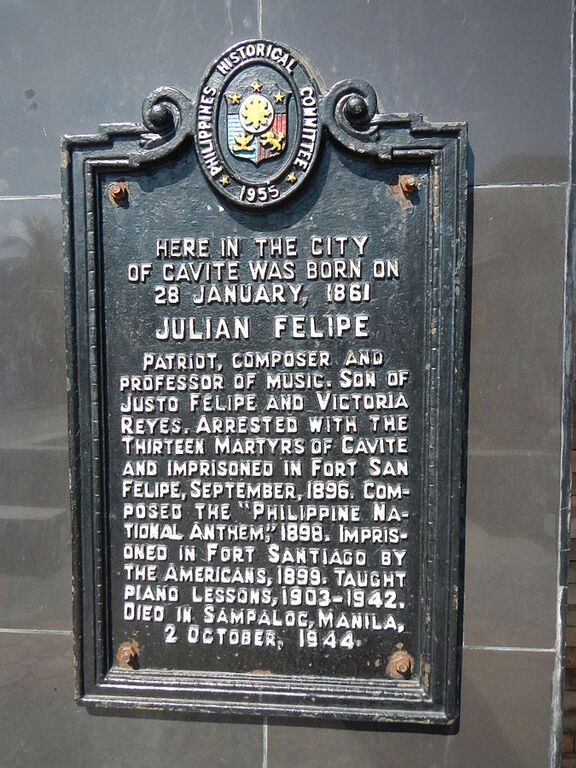 PHILIPPINES HISTORICAL COMMITTEE
1955
HERE IN THE CITY
OF CAVITE WAS BORN ON
28 JANUARY, 1861
JULIAN FELIPE
PATRIOT, COMPOSER AND
PROFESSOR OF MUSIC. SON OF
JUSTO FELIPE AND VICTORIA
REYES. ARRESTED WITH THE
THIRTEEN MARTYRS OF CAVITE
AND IMPRISONED IN FORT SAN
FELIPE, SEPTEMBER, 1896. COM-
POSED THE "PHILIPPINE NA-
TIONAL ANTHEM," 1898. IMPRIS-
ONED IN FORT SANTIAGO BY
THE AMERICANS, 1899. TAUGHT
PIANO LESSONS, 1903-1942.
DIED IN SAMPALOC, MANILA,
2 OCTOBER, 1944.